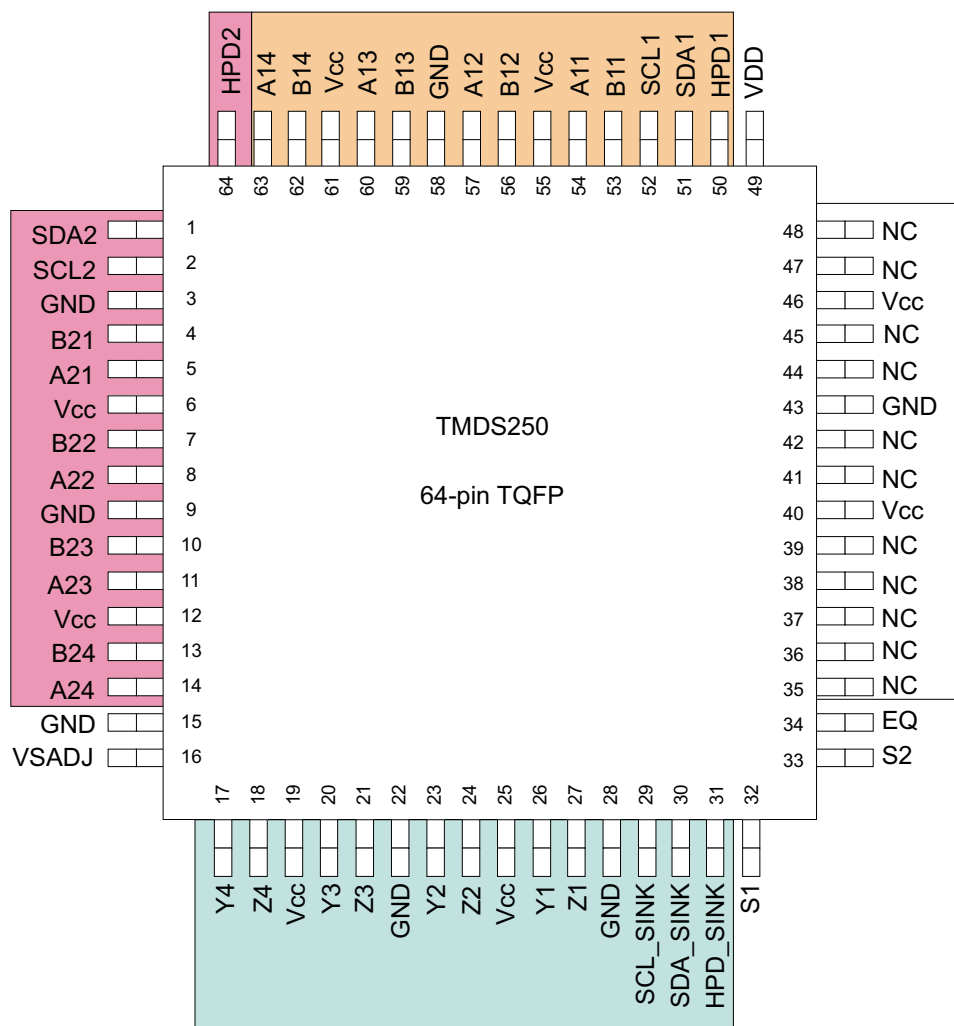 HPD2
A14
B14
Vcc
A13
B13
GND
A12
B12
Vcc
A11
B11
SCL1
SDA1
HPD1
VDD
64
63
62
61
60
59
58
57
56
55
54
53
52
51
50
49
SDA2 1
SCL2 2
GND 3
B21 4
A21 5
Vcc 6
B22 7
A22 8
GND 9
B23 10
A23 11
Vcc 12
B24 13
A24 14
GND 15
VSADJ 16
TMDS250
64-pin TQFP
48 NC
47 NC
46 Vcc
45 NC
44 NC
43 GND
42 NC
41 NC
40 Vcc
39 NC
38 NC
37 NC
36 NC
35 NC
34 EQ
33 S2
17
18
19
20
21
22
23
24
25
26
27
28
29
30
31
32
Y4
Z4
Vcc
Y3
Z3
GND
Y2
Z2
Vcc
Y1
Z1
GND
SCL_SINK
SDA_SINK
HPD_SINK
S1